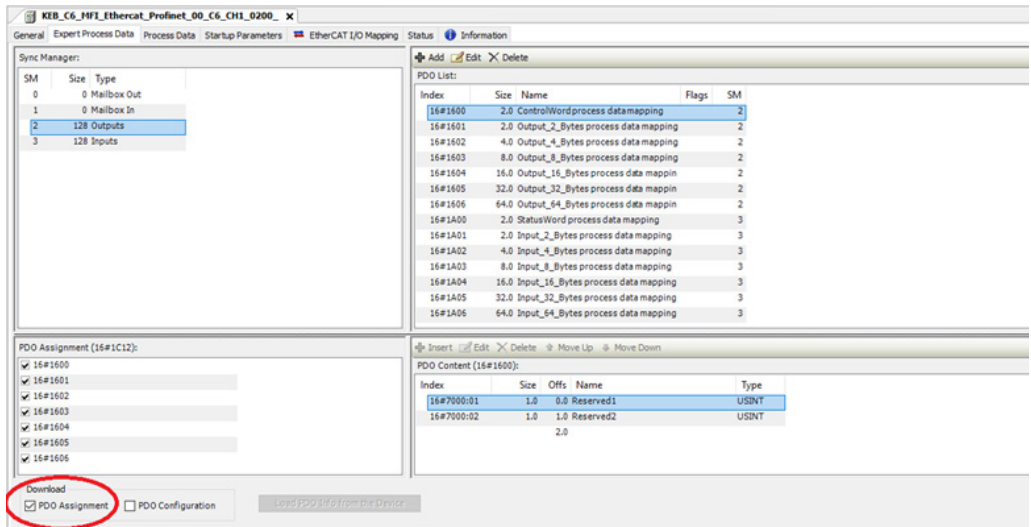 KEB_C6_MFI_Ethercat_Profinet_00_C6_CH1_0200_ X
General Expert Process Data Process Data Startup Parameters EtherCAT I/O Mapping Status Information
Sync Manager:
SM Size Type
0 0 Mailbox Out
1 0 Mailbox In
2 128 Outputs
3 128 Inputs
Add Edit Delete
PDO List:
Index Size Name Flags SM
16#1600 2.0 ControlWord process data mapping 2
16#1601 2.0 Output_2_Bytes process data mapping 2
16#1602 4.0 Output_4_Bytes process data mapping 2
16#1603 8.0 Output_8_Bytes process data mapping 2
16#1604 16.0 Output_16_Bytes process data mappin 2
16#1605 32.0 Output_32_Bytes process data mappin 2
16#1606 64.0 Output_64_Bytes process data mappin 2
16#1A00 2.0 StatusWord process data mapping 3
16#1A01 2.0 Input_2_Bytes process data mapping 3
16#1A02 4.0 Input_4_Bytes process data mapping 3
16#1A03 8.0 Input_8_Bytes process data mapping 3
16#1A04 16.0 Input_16_Bytes process data mapping 3
16#1A05 32.0 Input_32_Bytes process data mapping 3
16#1A06 64.0 Input_64_Bytes process data mapping 3
PDO Assignment (16#1C12):
16#1600
16#1601
16#1602
16#1603
16#1604
16#1605
16#1606
Insert Edit Delete Move Up Move Down
PDO Content (16#1600):
Index Size Offs Name Type
16#7000:01 1.0 0.0 Reserved1 USINT
16#7000:02 1.0 1.0 Reserved2 USINT
2.0
Download
PDO Assignment PDO Configuration Load PDO Info from the Device